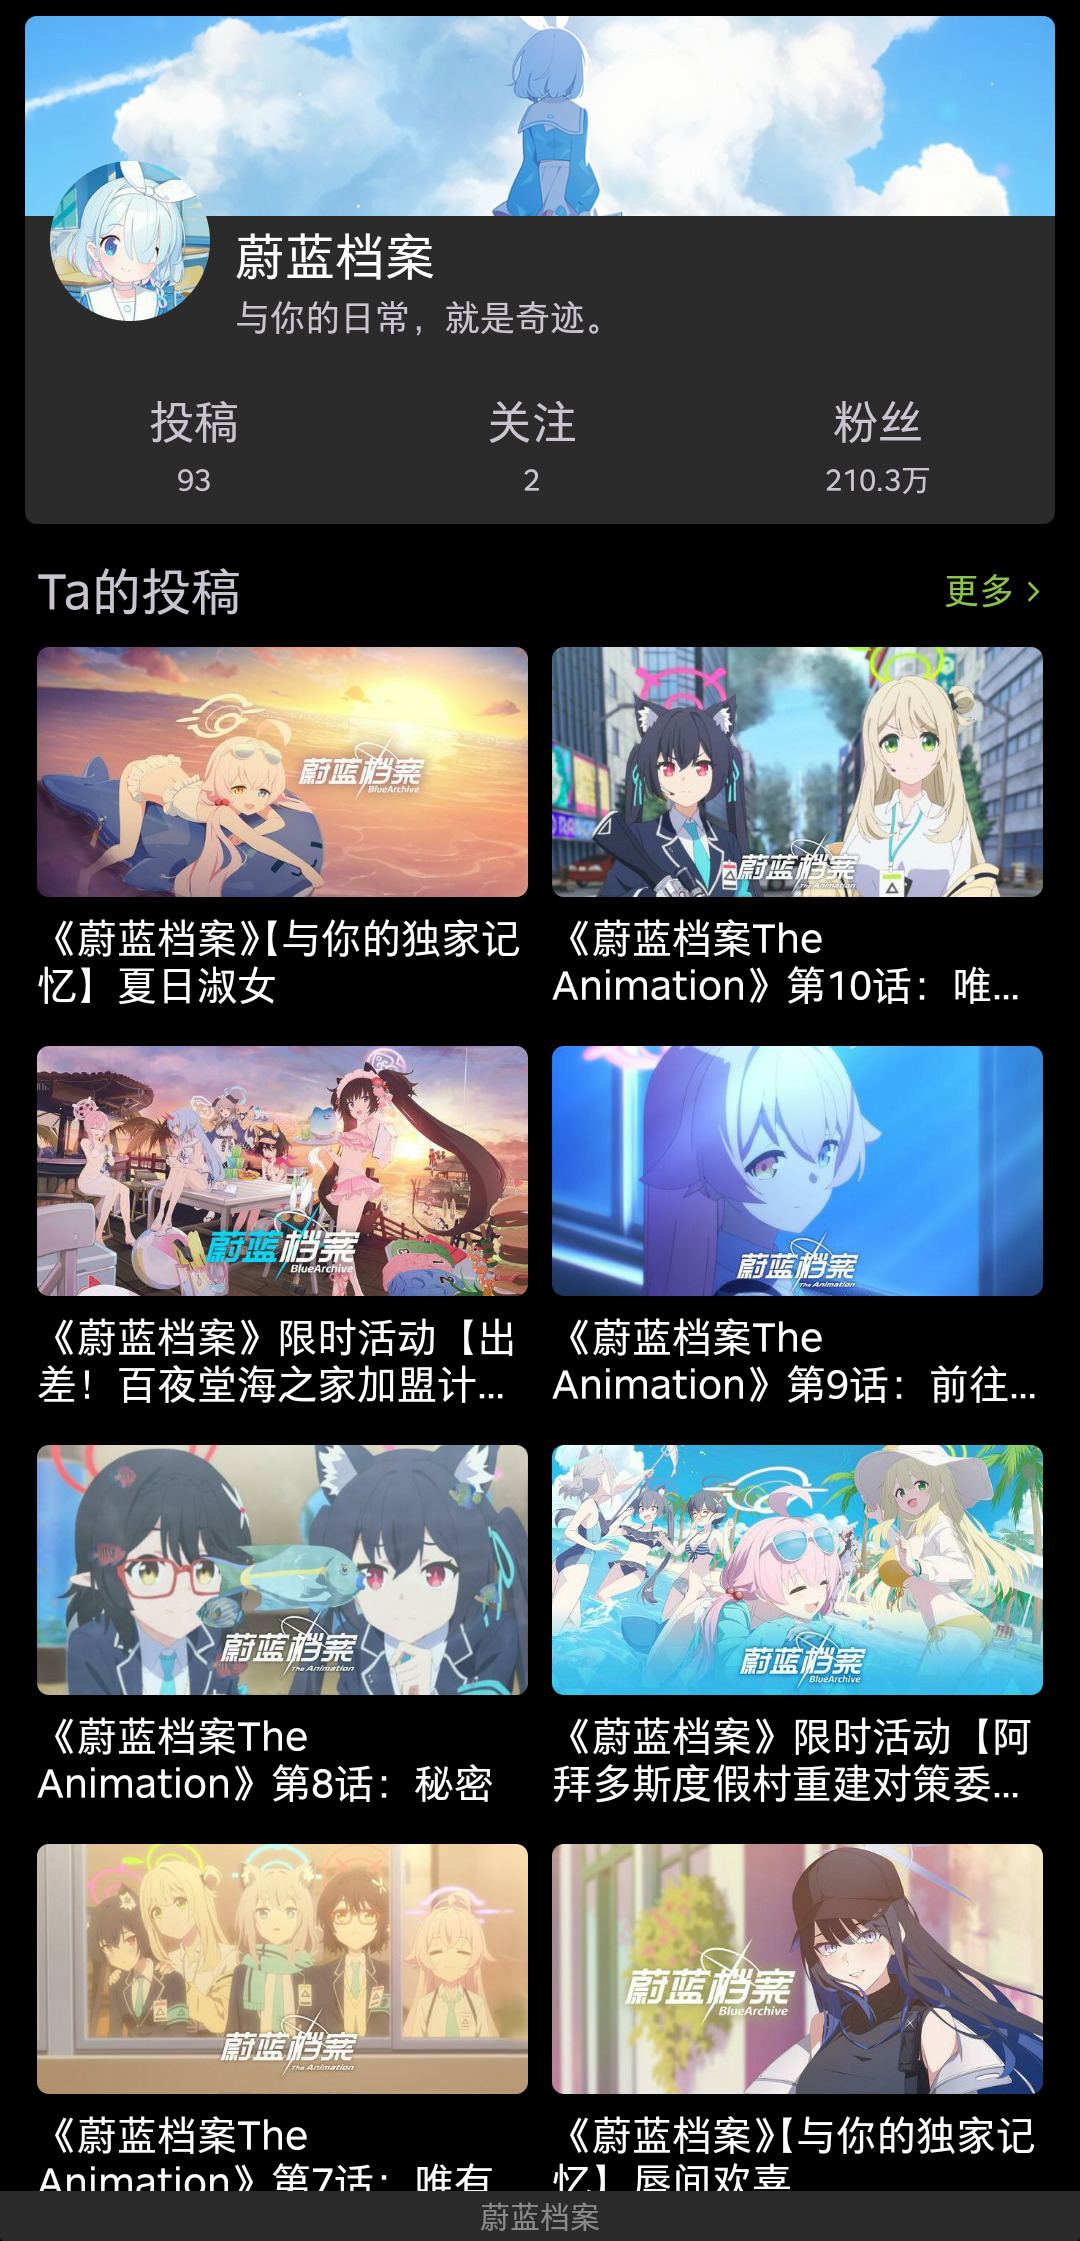 蔚蓝档案
与你的日常，就是奇迹。
投稿
关注
粉丝
93
2
210.3万
Ta的投稿
更多
蔚蓝档案
BlueArchive
蔚蓝档案
The Animation
《蔚蓝档案》【与你的独家记
忆】夏日淑女
《蔚蓝档案The
Animation》第10话：唯...
蔚蓝档案
BlueArchive
蔚蓝档案
The Animation
《蔚蓝档案》限时活动【出
差！百夜堂海之家加盟计...
《蔚蓝档案The
Animation》第9话：前往...
蔚蓝档案
The Animation
蔚蓝档案
BlueArchive
《蔚蓝档案The
Animation》第8话：秘密
《蔚蓝档案》限时活动【阿
拜多斯度假村重建对策委...
蔚蓝档案
The Animation
蔚蓝档案
BlueArchive
《蔚蓝档案The
Animation》第7话：唯有
《蔚蓝档案》【与你的独家记
忆】唇间欢喜
蔚蓝档案